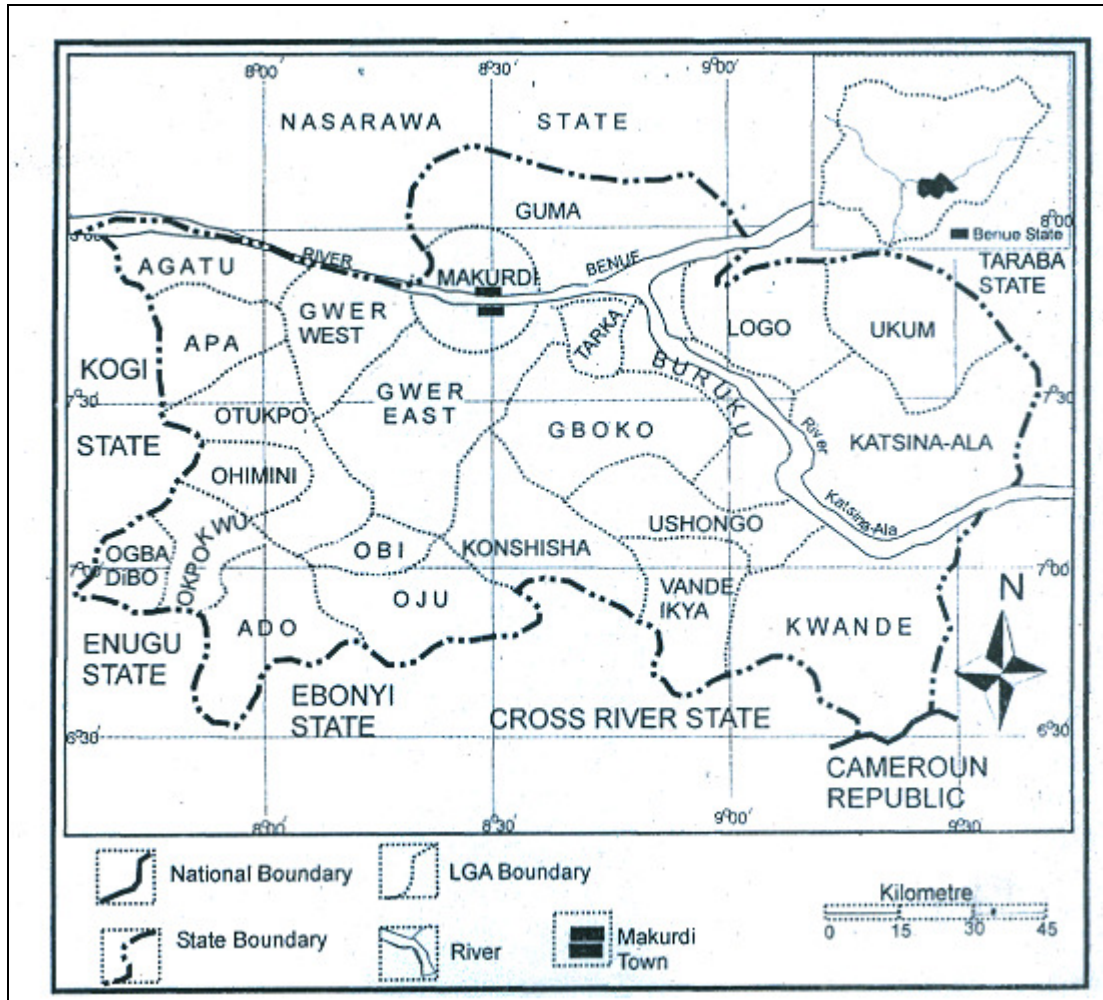 8°00'
8°30'
9°00'
NASARAWA STATE
Benue State
GUMA
8°00
8°00
TARABA
STATE
AGATU
RIVER
MAKURDI
BENUE
GWER
WEST
TARKA
LOGO
UKUM
APA
KOGI
STATE
7°30
7°30
GWER
EAST
BURUKU
OTUKPO
GBOKO
River
KATSINA-ALA
OHIMINI
Katsina-Ala
OKPOKWU
USHONGO
OBI
KONSHISHA
OGBA
DiBO
7°00
7°00
VANDE
IKYA
N
OJU
ADO
KWANDE
ENUGU
STATE
EBONYI
STATE
CROSS RIVER STATE
6°30
6°30
CAMEROUN
REPUBLIC
8°00'
8°30'
9°00'
9°30
National Boundary
LGA Boundary
Kilometre
0 15 30 45
State Boundary
River
Makurdi
Town